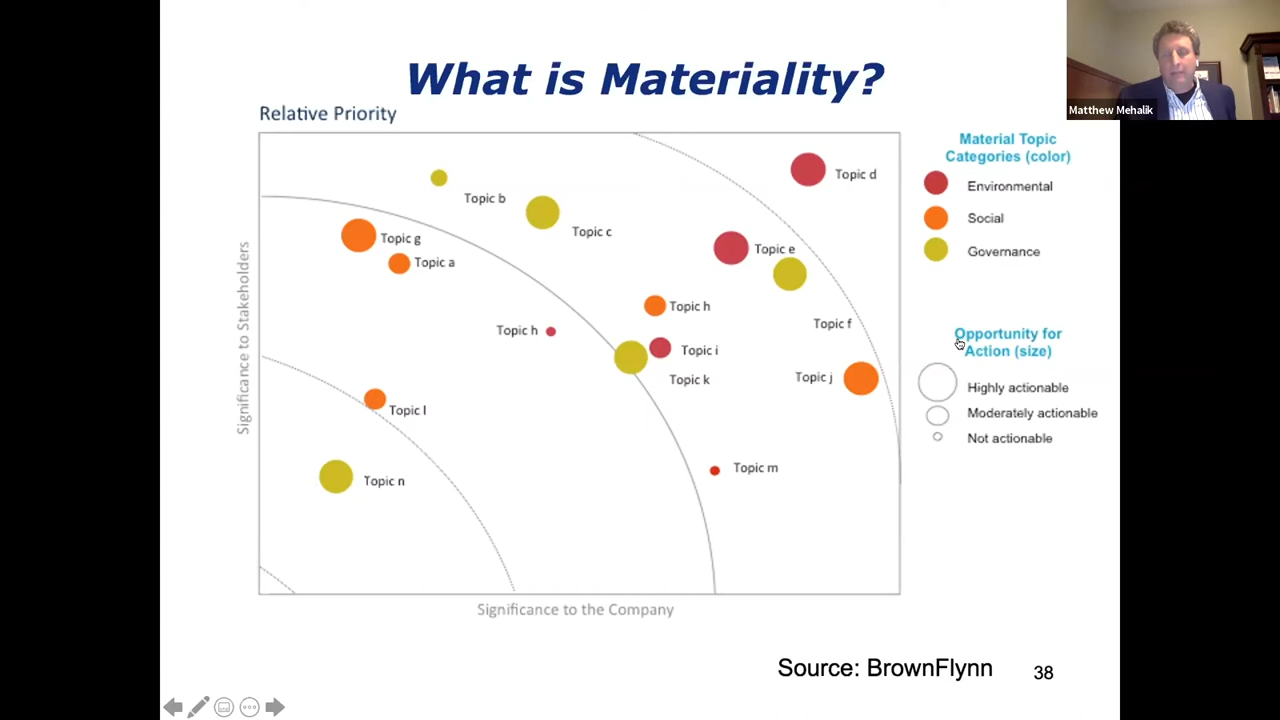 What is Materiality?
Matthew Mehalik
Relative Priority
Material Topic
Categories (color)
Environmental
Social
Governance
Topic d
Topic b
Topic c
Topic g
Topic e
Topic a
Topic h
Topic f
Topic h
Topic i
Topic k
Topic j
Topic l
Topic m
Topic n
Opportunity for
Action (size)
Highly actionable
Moderately actionable
Not actionable
Significance to Stakeholders
Significance to the Company
Source: BrownFlynn
38